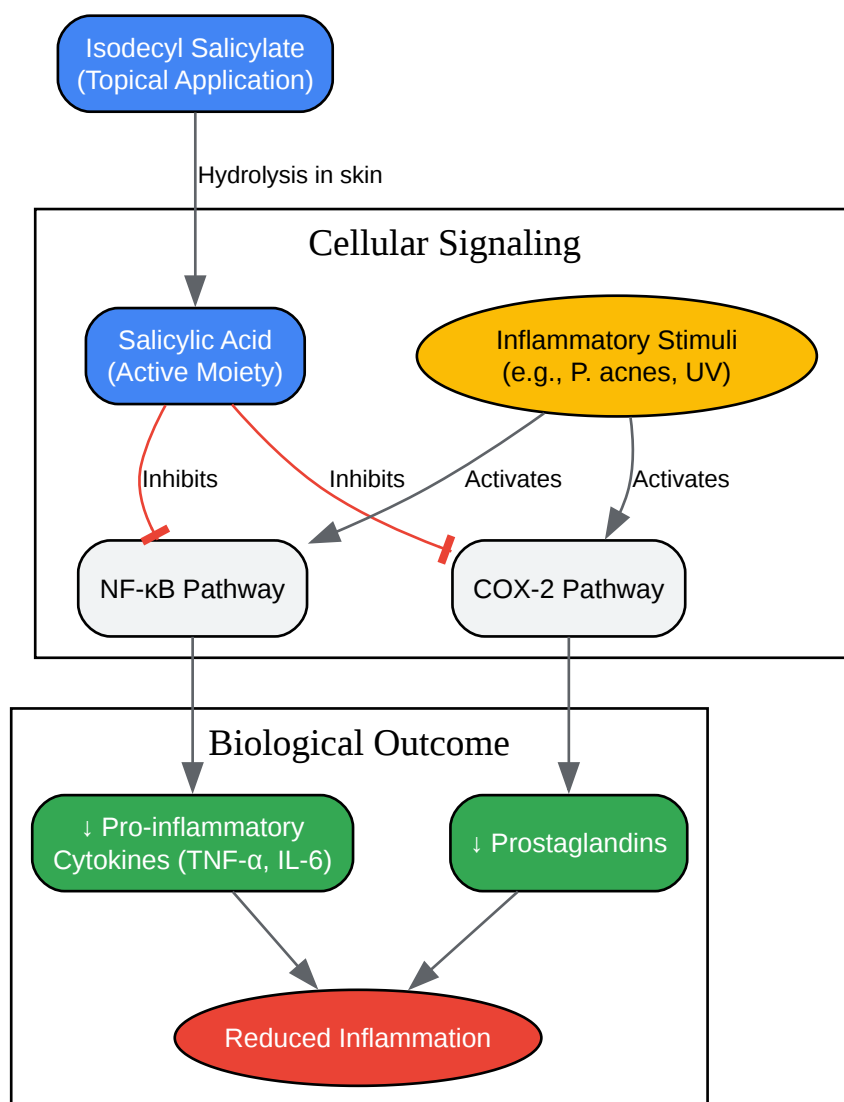 Isodecyl Salicylate
(Topical Application)
Hydrolysis in skin
Cellular Signaling
Salicylic Acid
(Active Moiety)
Inflammatory Stimuli
(e.g., P. acnes, UV)
Inhibits
Inhibits
Activates
Activates
NF-κB Pathway
COX-2 Pathway
Biological Outcome
↓ Pro-inflammatory
Cytokines (TNF-α, IL-6)
↓ Prostaglandins
Reduced Inflammation